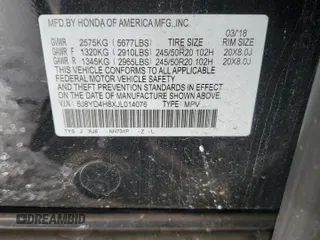 MFD.BY HONDA OF AMERICA MFG.,INC. 03/18
GVWR 2575KG (5677LBS) TIRE SIZE RIM SIZE
GAWR F 1320KG (2910LBS) 245/50R20 102H 20X8.0J
GAWR R 1345KG (2965LBS) 245/50R20 102H 20X8.0J
THIS VEHICLE CONFORMS TO ALL APPLICABLE
FEDERAL MOTOR VEHICLE SAFETY AND
THEFT PREVENTION STANDARDS IN EFFECT
ON THE DATE OF MANUFACTURE SHOWN ABOVE.
V.I.N.: 5J8YD4H8XJL014076 TYPE: MPV
DREAMBID